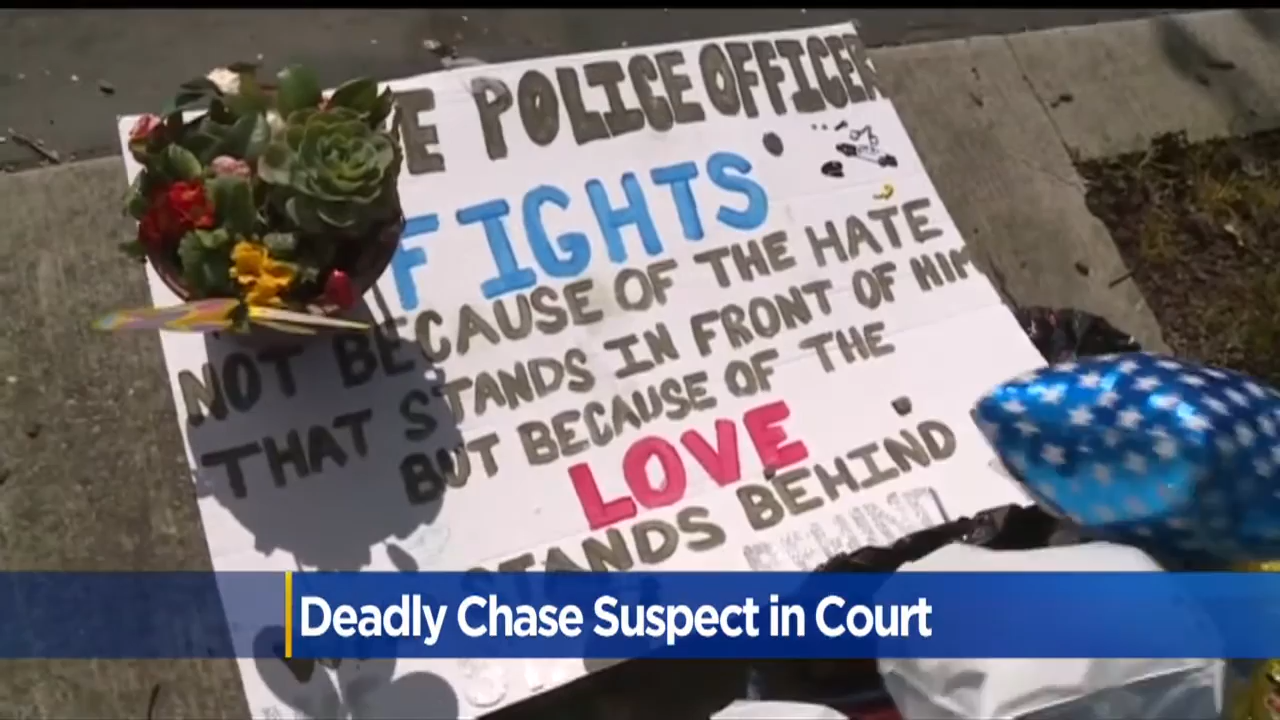 E POLICE OFFICER
FIGHTS
NOT BECAUSE OF THE HATE
THAT STANDS IN FRONT OF HIM
BUT BECAUSE OF THE
LOVE
STANDS BEHIND
BEHIND
Deadly Chase Suspect in Court